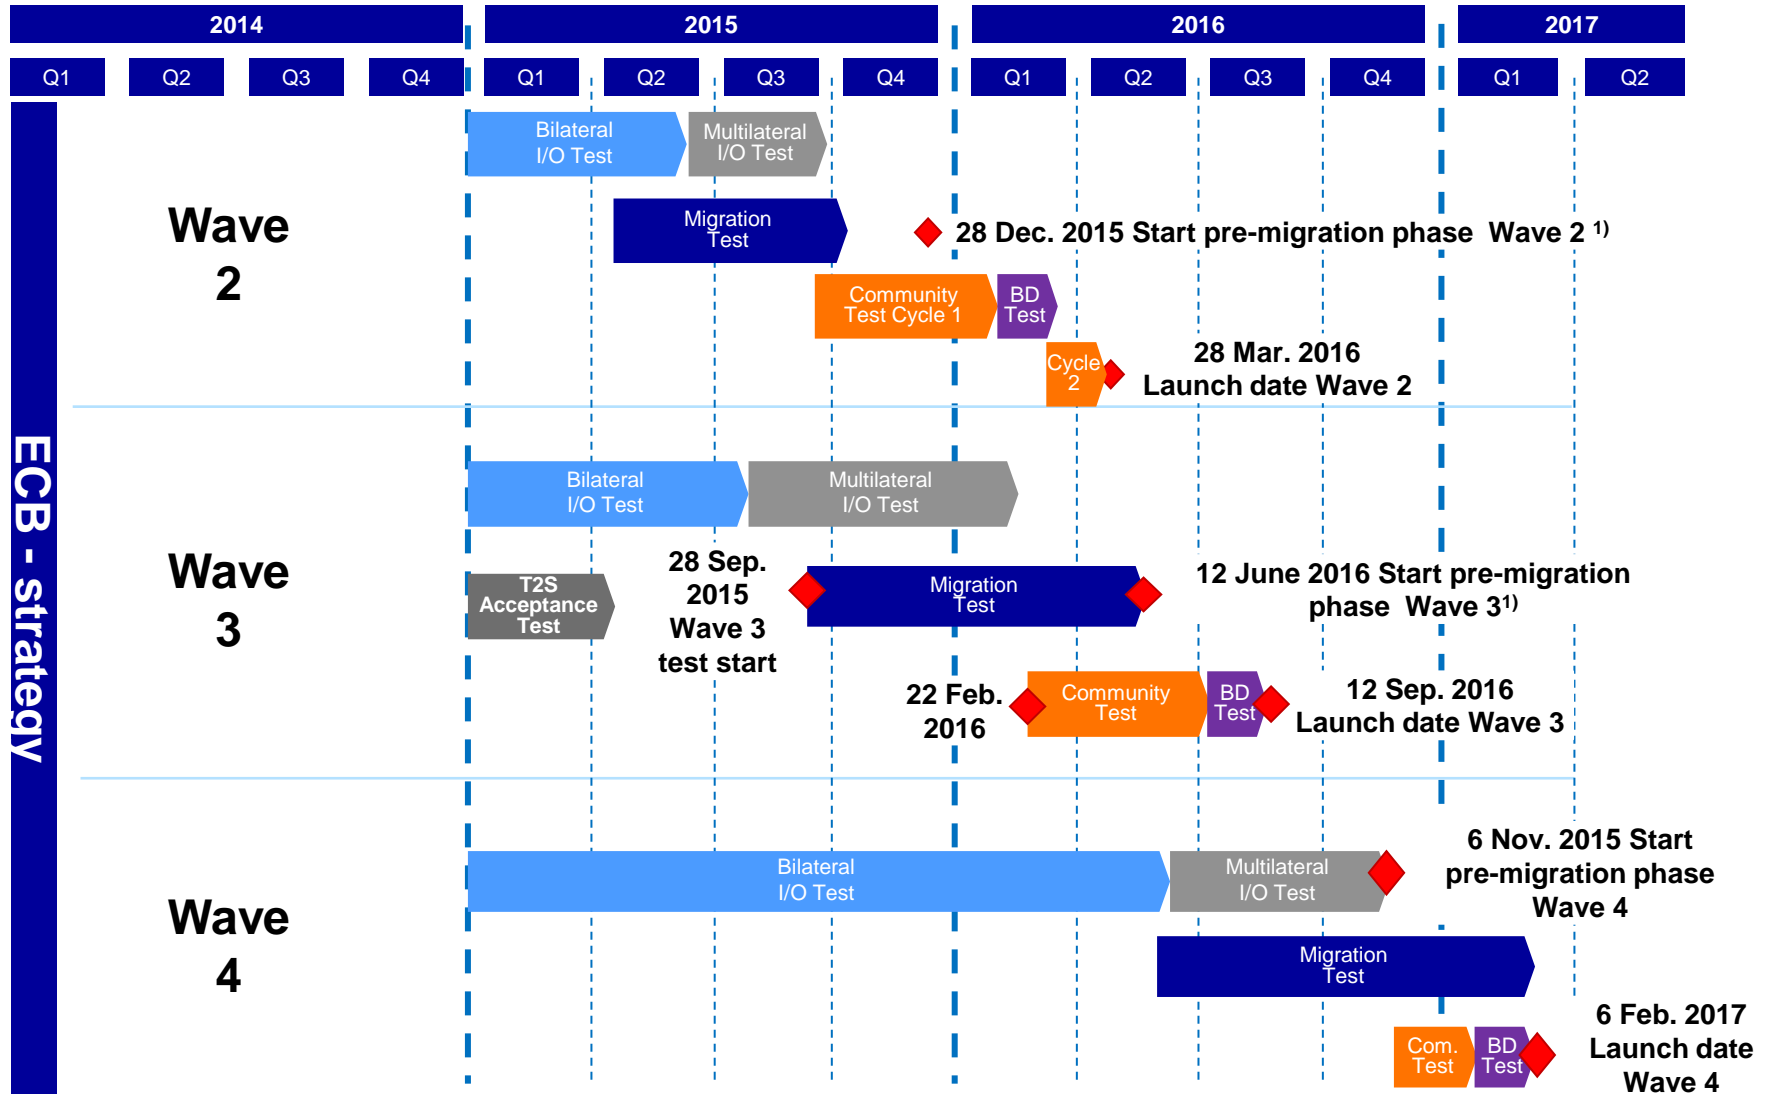 2014
2015
2016
2017
Q1
Q2
Q3
Q4
Q1
Q2
Q3
Q4
Q1
Q2
Q3
Q4
Q1
Q2
ECB - strategy
Wave
2
Bilateral
I/O Test
Multilateral
I/O Test
Migration
Test
28 Dec. 2015 Start pre-migration phase  Wave 2 1)
Community
Test Cycle 1
BD
Test
Cycle
2
28 Mar. 2016
Launch date Wave 2
Wave
3
Bilateral
I/O Test
Multilateral
I/O Test
T2S
Acceptance
Test
28 Sep.
2015
Wave 3
test start
Migration
Test
12 June 2016 Start pre-migration
phase  Wave 31)
22 Feb.
2016
Community
Test
BD
Test
12 Sep. 2016
Launch date Wave 3
Wave
4
Bilateral
I/O Test
Multilateral
I/O Test
6 Nov. 2015 Start
pre-migration phase
Wave 4
Migration
Test
Com.
Test
BD
Test
6 Feb. 2017
Launch date
Wave 4